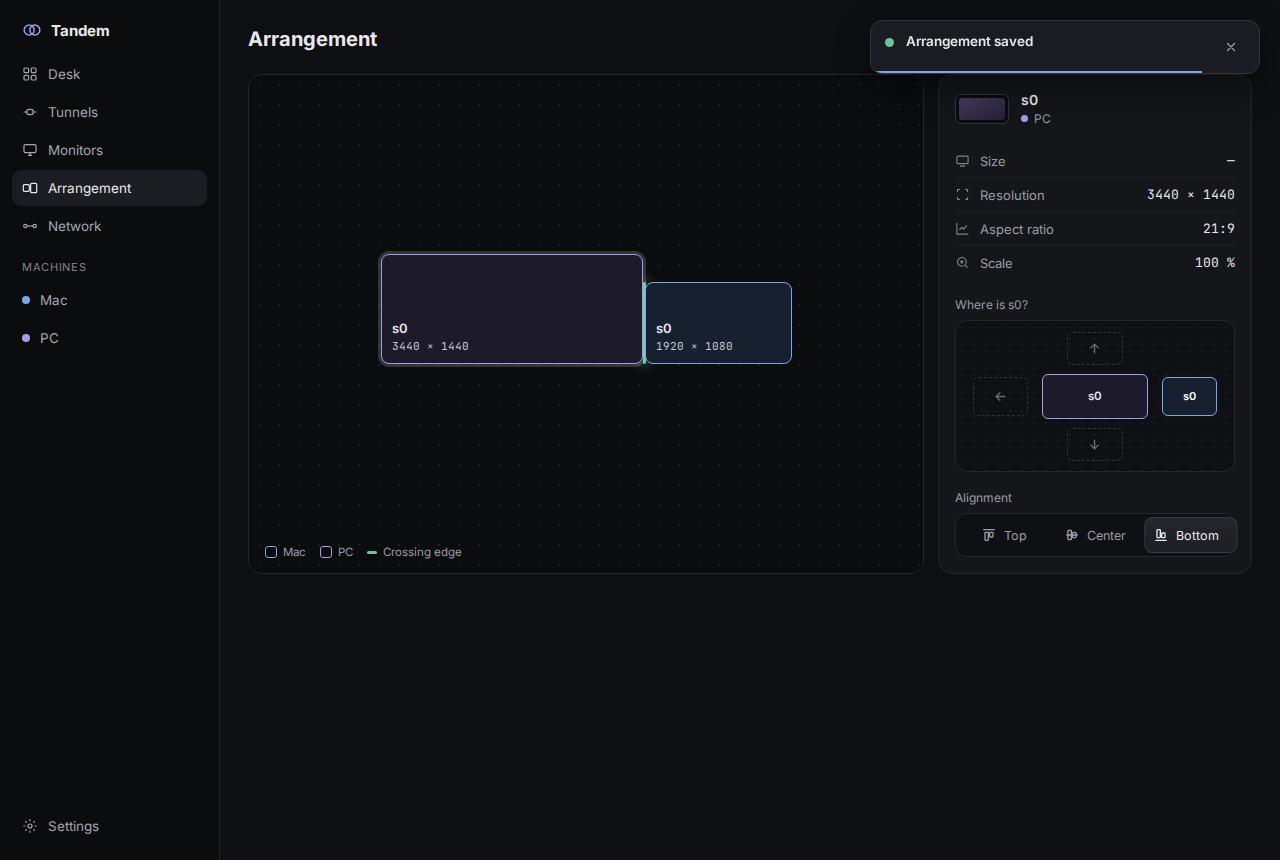 Tandem
Desk
Tunnels
Monitors
Arrangement
Network
MACHINES
Mac
PC
Settings
Arrangement
Arrangement saved
s0
3440 × 1440
s0
1920 × 1080
Mac
PC
Crossing edge
s0
PC
Size –
Resolution 3440 × 1440
Aspect ratio 21:9
Scale 100 %
Where is s0?
s0
s0
Alignment
Top Center Bottom